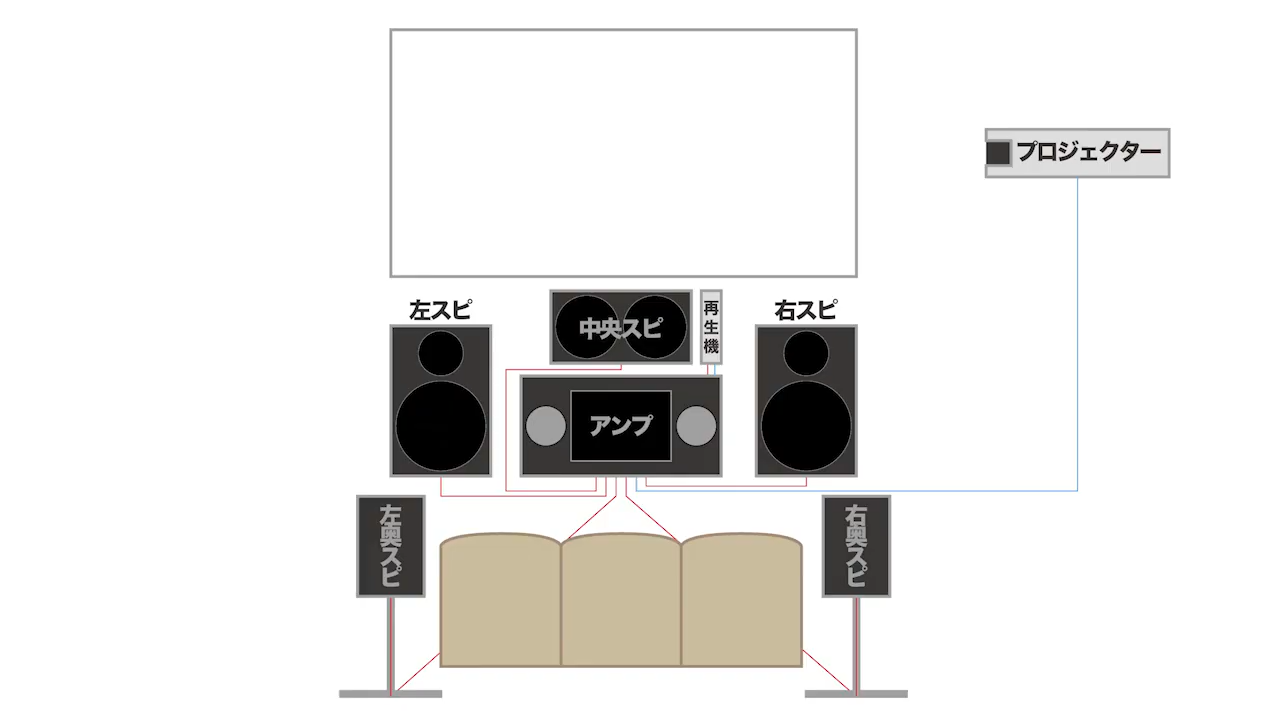 プロジェクター
左スピ
中央スピ
再生機
右スピ
アンプ
左奥スピ
右奥スピ